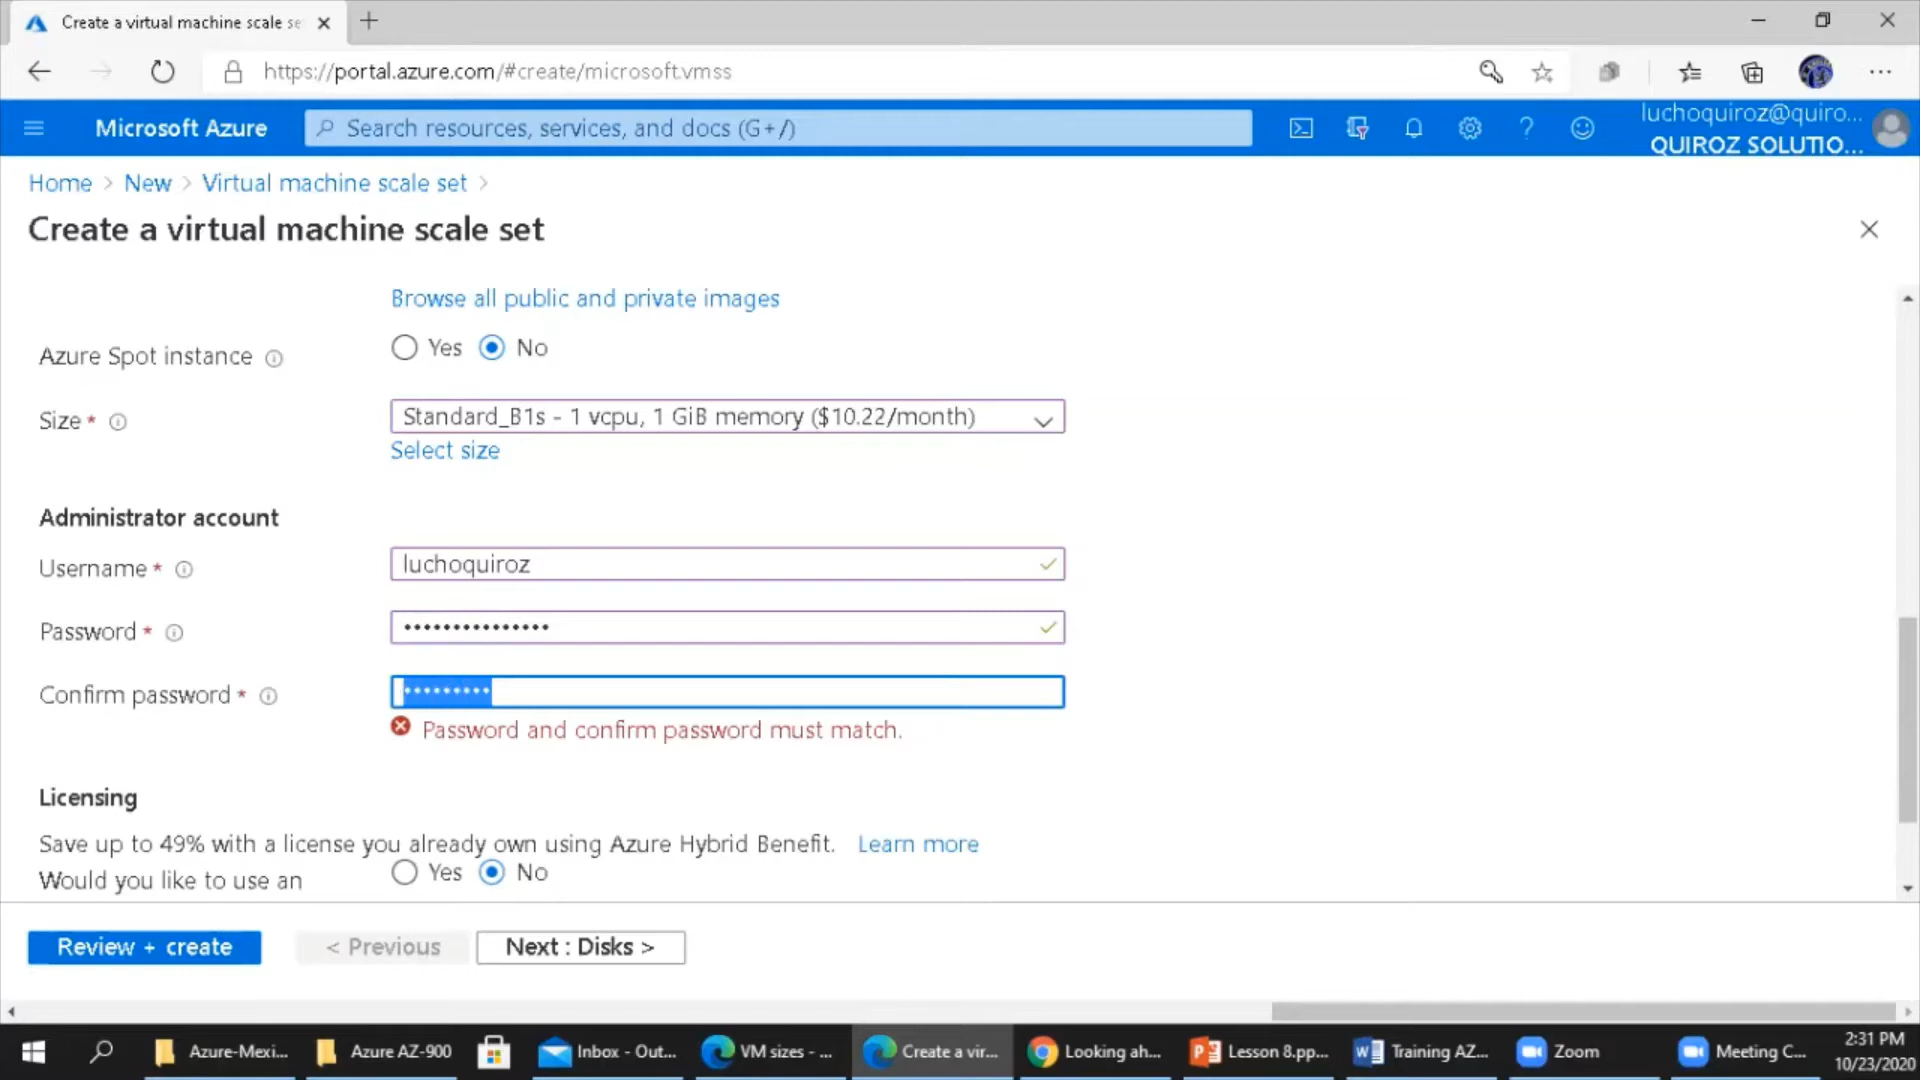 Create a virtual machine scale se
https://portal.azure.com/#create/microsoft.vmss
Microsoft Azure
Search resources, services, and docs (G+/)
luchoquiroz@quiro...
QUIROZ SOLUTIO...
Home > New > Virtual machine scale set >
Create a virtual machine scale set
Browse all public and private images
Azure Spot instance
Yes No
Size *
Standard_B1s - 1 vcpu, 1 GiB memory ($10.22/month)
Select size
Administrator account
Username *
luchoquiroz
Password *
•••••••••••••••
Confirm password *
•••••••••
Password and confirm password must match.
Licensing
Save up to 49% with a license you already own using Azure Hybrid Benefit. Learn more
Would you like to use an
Yes No
Review + create
< Previous
Next : Disks >
Azure-Mexi...
Azure AZ-900
Inbox - Out...
VM sizes - ...
Create a vir...
Looking ah...
Lesson 8.pp...
Training AZ...
Zoom
Meeting C...
2:31 PM
10/23/2020